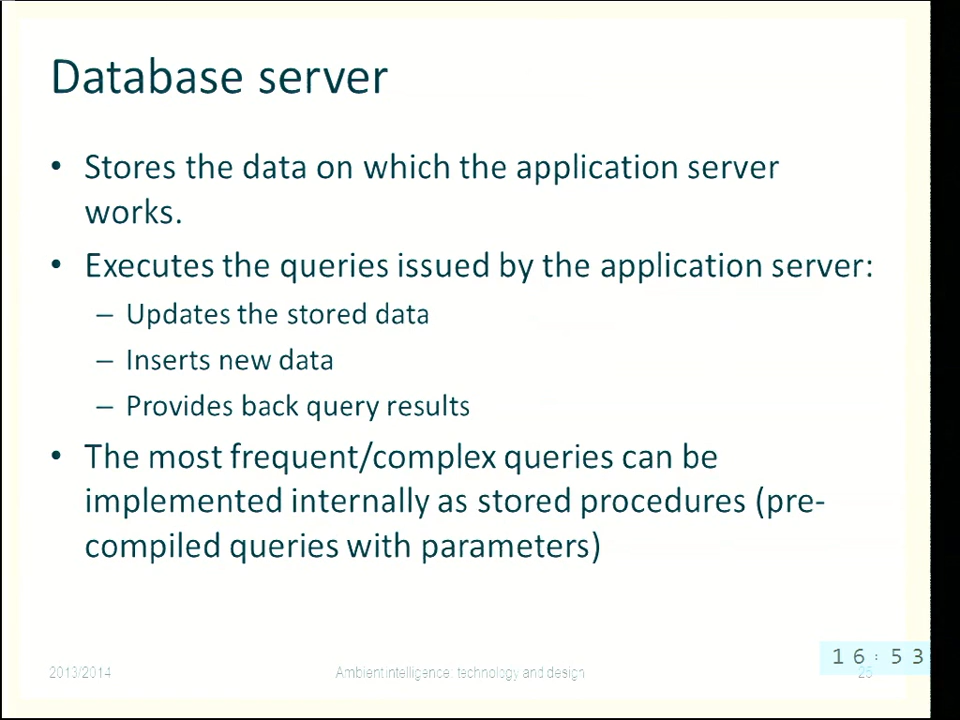 Database server
• Stores the data on which the application server
works.
• Executes the queries issued by the application server:
– Updates the stored data
– Inserts new data
– Provides back query results
• The most frequent/complex queries can be
implemented internally as stored procedures (pre-
compiled queries with parameters)
16:53
2013/2014 Ambient intelligence: technology and design 25